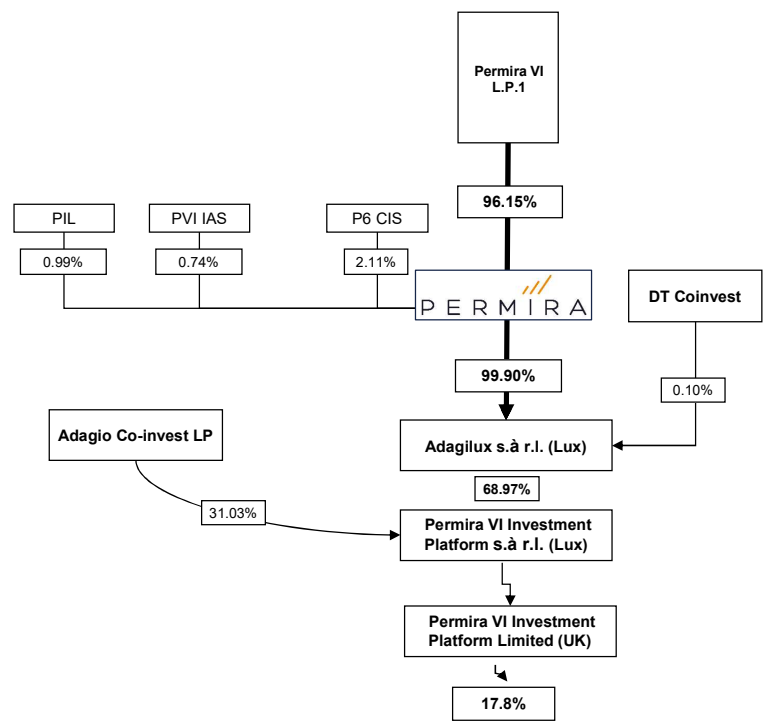 Permira VI
L.P.1
96.15%
PIL
PVI IAS
P6 CIS
0.99%
0.74%
2.11%
PERMIRA
DT Coinvest
99.90%
0.10%
Adagio Co-invest LP
Adagilux s.à r.l. (Lux)
68.97%
31.03%
Permira VI Investment
Platform s.à r.l. (Lux)
Permira VI Investment
Platform Limited (UK)
17.8%